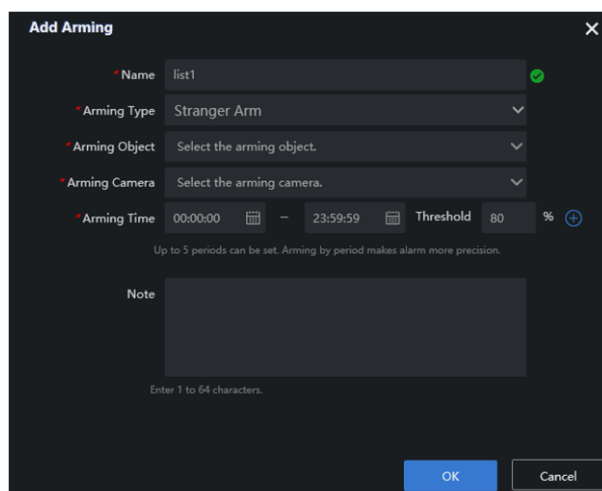 Add Arming
*Name list1
*Arming Type Stranger Arm
*Arming Object Select the arming object.
*Arming Camera Select the arming camera.
*Arming Time 00:00:00 – 23:59:59 Threshold 80 %
Up to 5 periods can be set. Arming by period makes alarm more precision.
Note
Enter 1 to 64 characters.
OK Cancel